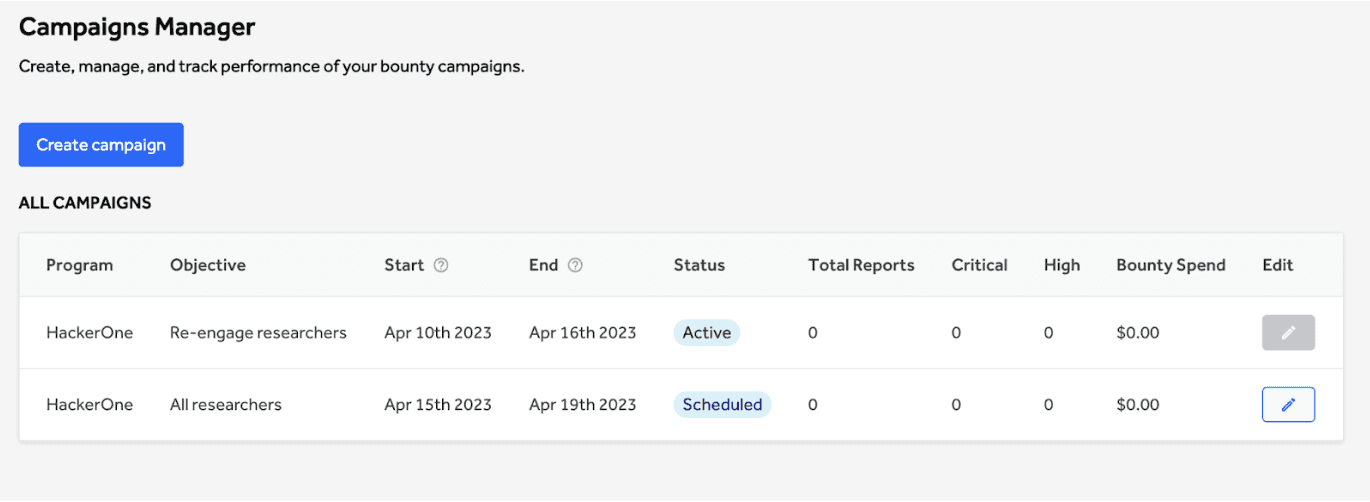 Campaigns Manager
Create, manage, and track performance of your bounty campaigns.
Create campaign
ALL CAMPAIGNS
Program Objective Start ? End ? Status Total Reports Critical High Bounty Spend Edit
HackerOne Re-engage researchers Apr 10th 2023 Apr 16th 2023 Active 0 0 0 $0.00
HackerOne All researchers Apr 15th 2023 Apr 19th 2023 Scheduled 0 0 0 $0.00